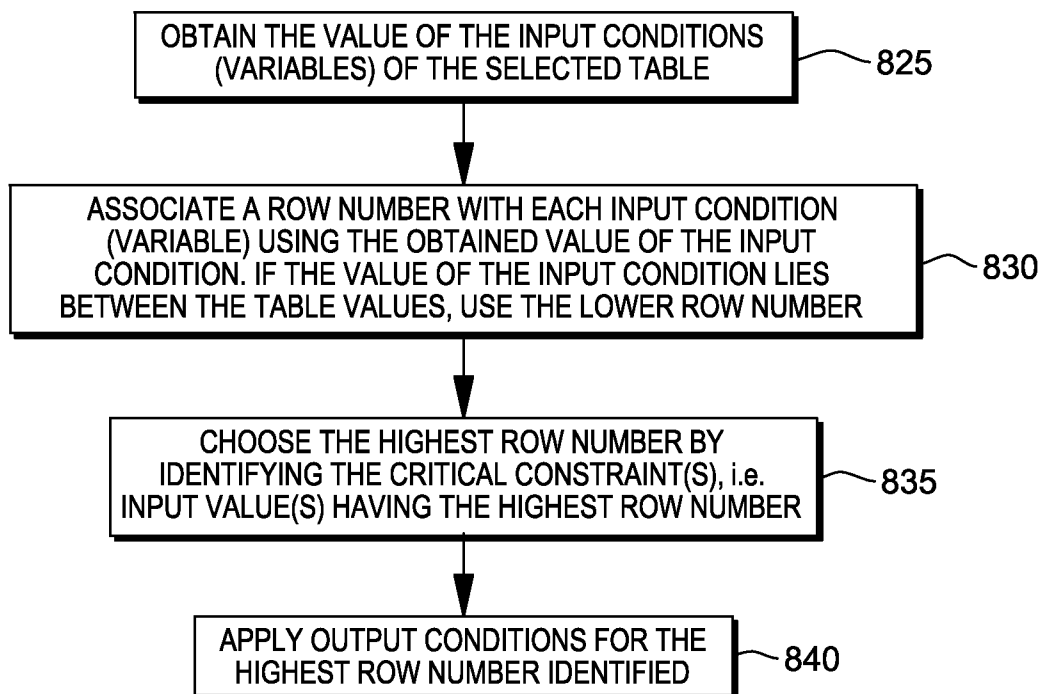 OBTAIN THE VALUE OF THE INPUT CONDITIONS
(VARIABLES) OF THE SELECTED TABLE
825
ASSOCIATE A ROW NUMBER WITH EACH INPUT CONDITION
(VARIABLE) USING THE OBTAINED VALUE OF THE INPUT
CONDITION. IF THE VALUE OF THE INPUT CONDITION LIES
BETWEEN THE TABLE VALUES, USE THE LOWER ROW NUMBER
830
CHOOSE THE HIGHEST ROW NUMBER BY
IDENTIFYING THE CRITICAL CONSTRAINT(S), i.e.
INPUT VALUE(S) HAVING THE HIGHEST ROW NUMBER
835
APPLY OUTPUT CONDITIONS FOR THE
HIGHEST ROW NUMBER IDENTIFIED
840